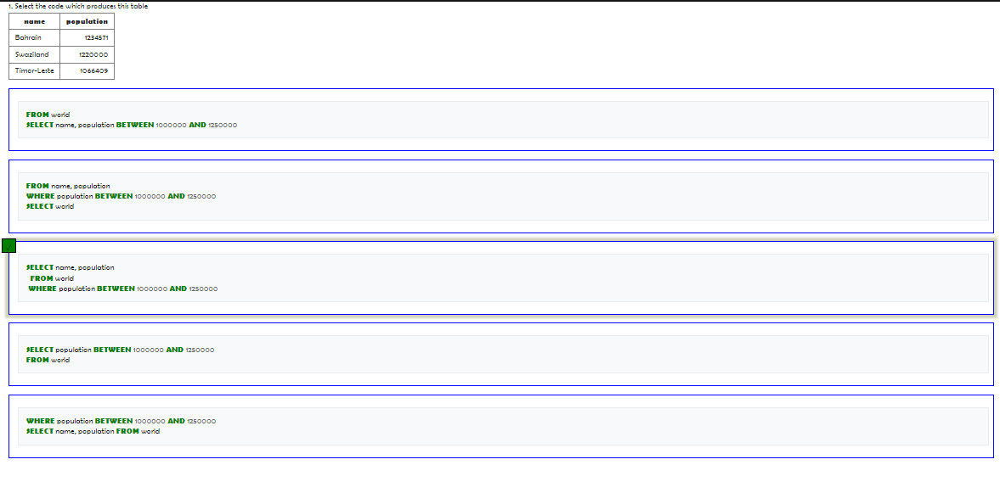 1. Select the code which produces this table
name population
Bahrain 1234571
Swaziland 1220000
Timor-Leste 1066409
FROM world
SELECT name, population BETWEEN 1000000 AND 1250000
FROM name, population
WHERE population BETWEEN 1000000 AND 1250000
SELECT world
SELECT name, population
FROM world
WHERE population BETWEEN 1000000 AND 1250000
SELECT population BETWEEN 1000000 AND 1250000
FROM world
WHERE population BETWEEN 1000000 AND 1250000
SELECT name, population FROM world